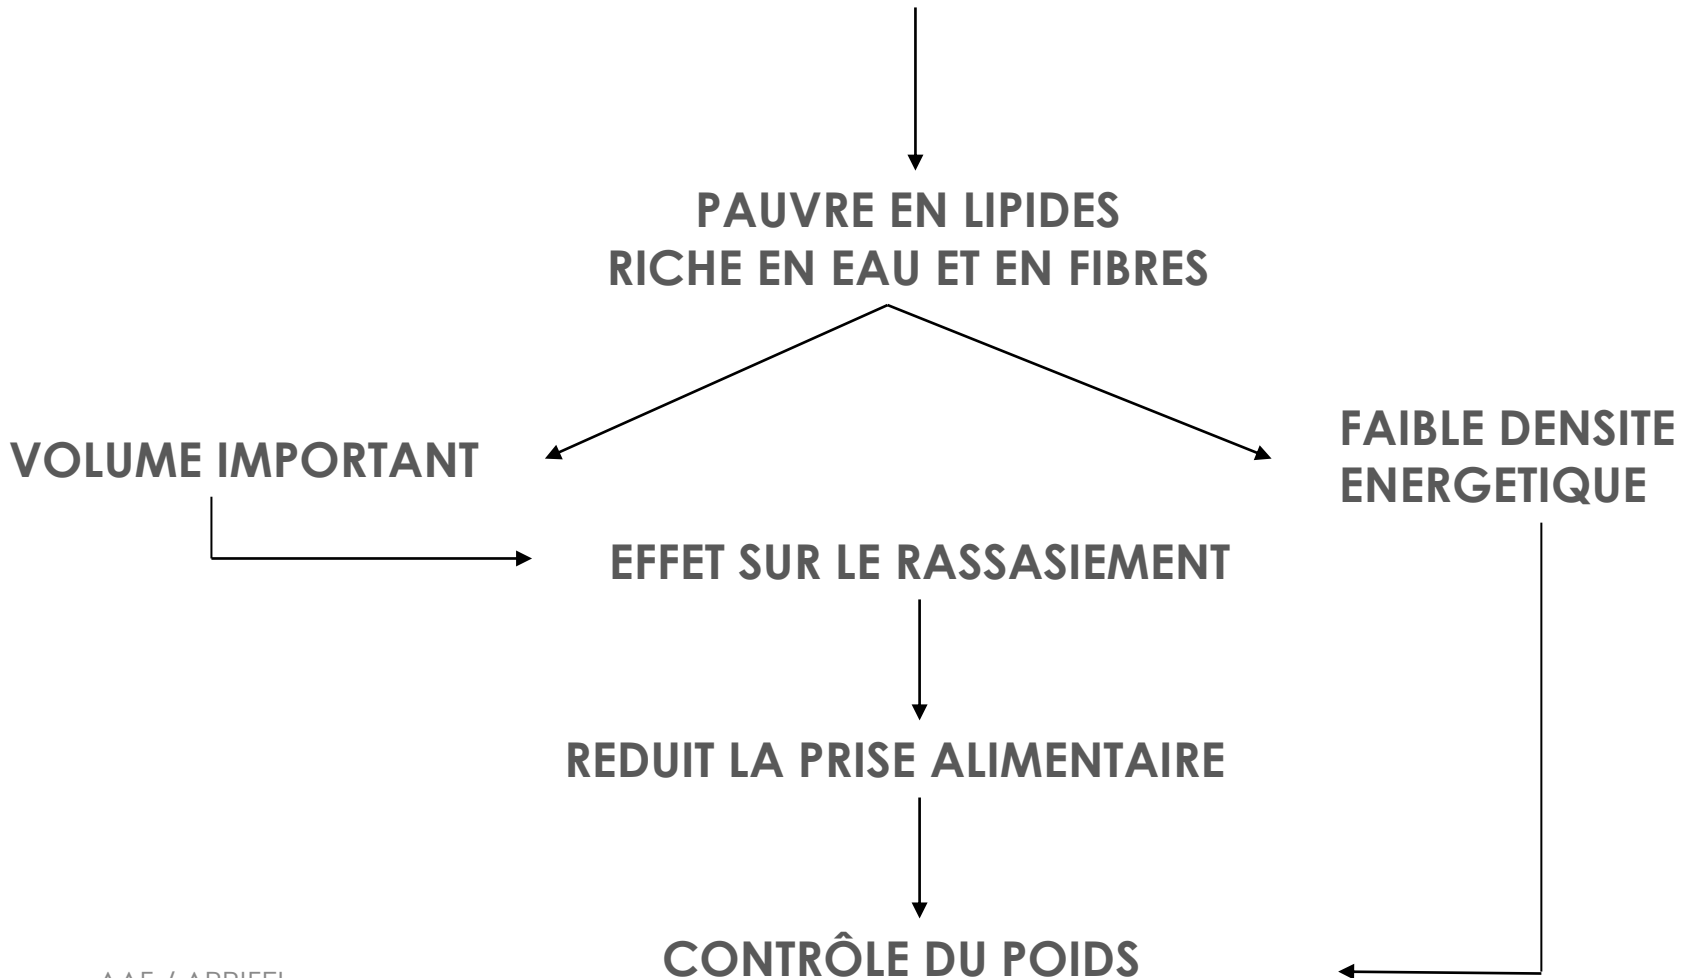 PAUVRE EN LIPIDES
RICHE EN EAU ET EN FIBRES
VOLUME IMPORTANT
FAIBLE DENSITE
ENERGETIQUE
EFFET SUR LE RASSASIEMENT
REDUIT LA PRISE ALIMENTAIRE
CONTRÔLE DU POIDS